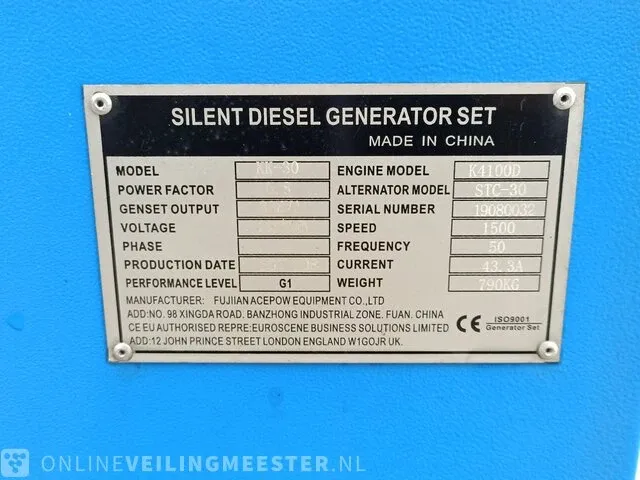 SILENT DIESEL GENERATOR SET
MADE IN CHINA
MODEL KK-30 ENGINE MODEL K4100D
POWER FACTOR ALTERNATOR MODEL STC-30
GENSET OUTPUT SERIAL NUMBER 19080032
VOLTAGE SPEED 1500
PHASE FREQUENCY 50
PRODUCTION DATE CURRENT 43.3A
PERFORMANCE LEVEL G1 WEIGHT 790KG
MANUFACTURER: FUJIIAN ACEPOW EQUIPMENT CO.,LTD
ADD:NO. 98 XINGDA ROAD. BANZHONG INDUSTRIAL ZONE. FUAN. CHINA
CE EU AUTHORISED REPRE:EUROSCENE BUSINESS SOLUTIONS LIMITED
ADD:12 JOHN PRINCE STREET LONDON ENGLAND W1GOJR UK.
CE ISO9001
Generator Set
ONLINEVEILINGMEESTER.NL